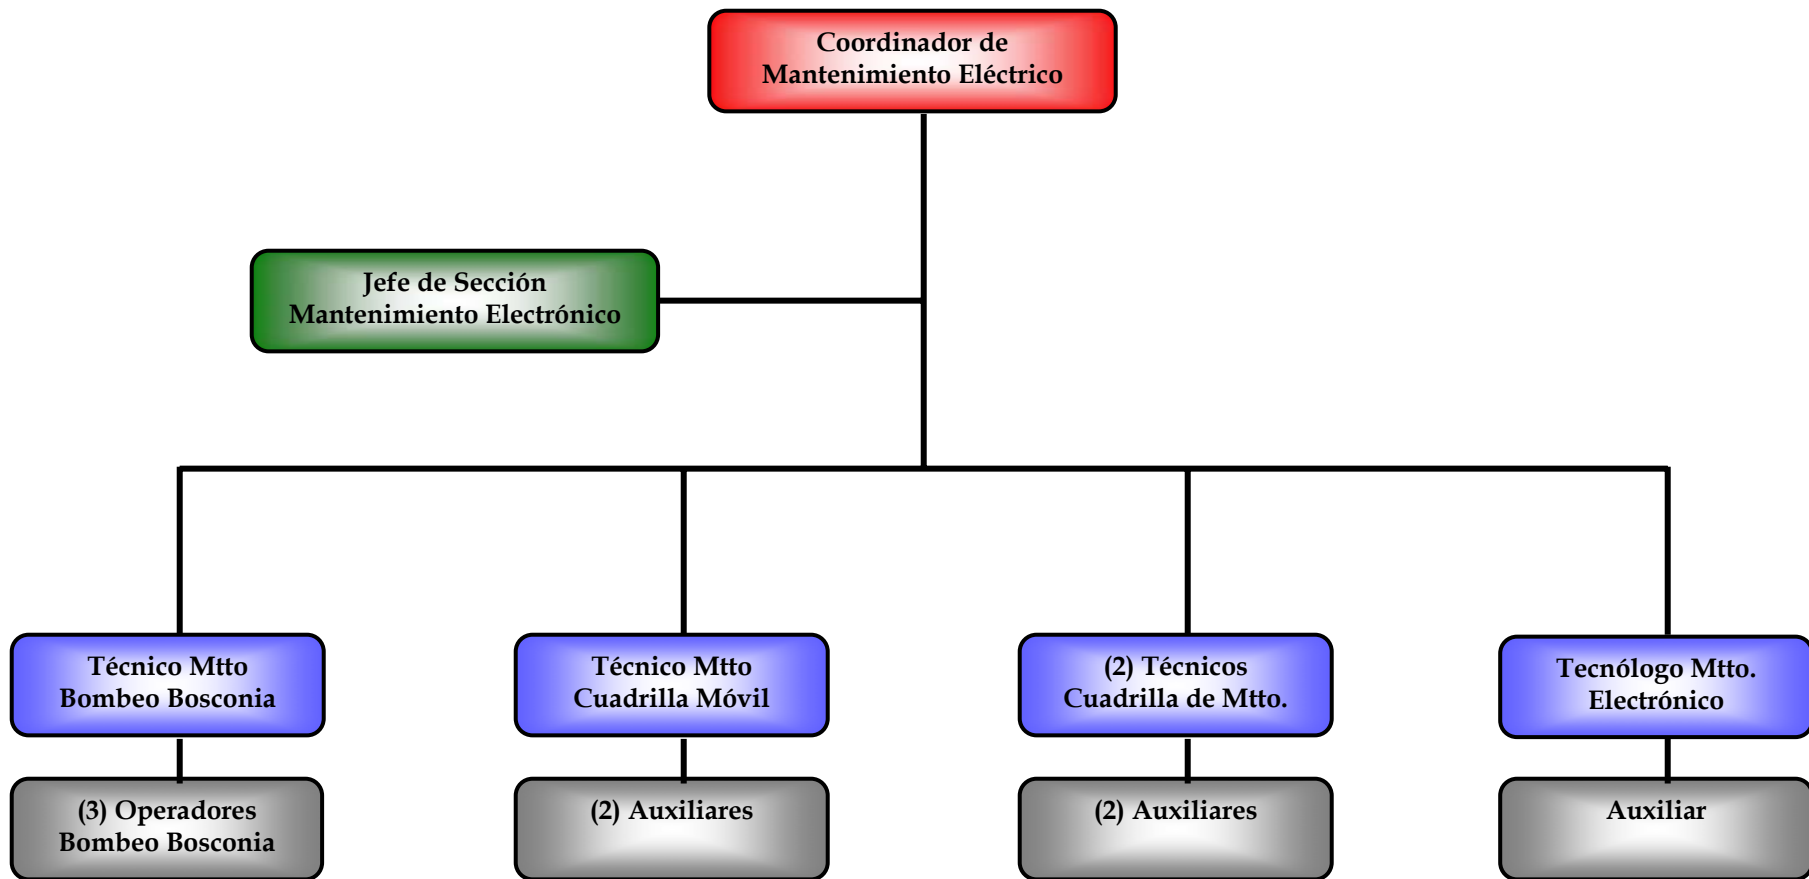 Coordinador de
Mantenimiento Eléctrico
Jefe de Sección
Mantenimiento Electrónico
Técnico Mtto
Bombeo Bosconia
Técnico Mtto
Cuadrilla Móvil
(2) Técnicos
Cuadrilla de Mtto.
Tecnólogo Mtto.
Electrónico
(3) Operadores
Bombeo Bosconia
(2) Auxiliares
(2) Auxiliares
Auxiliar